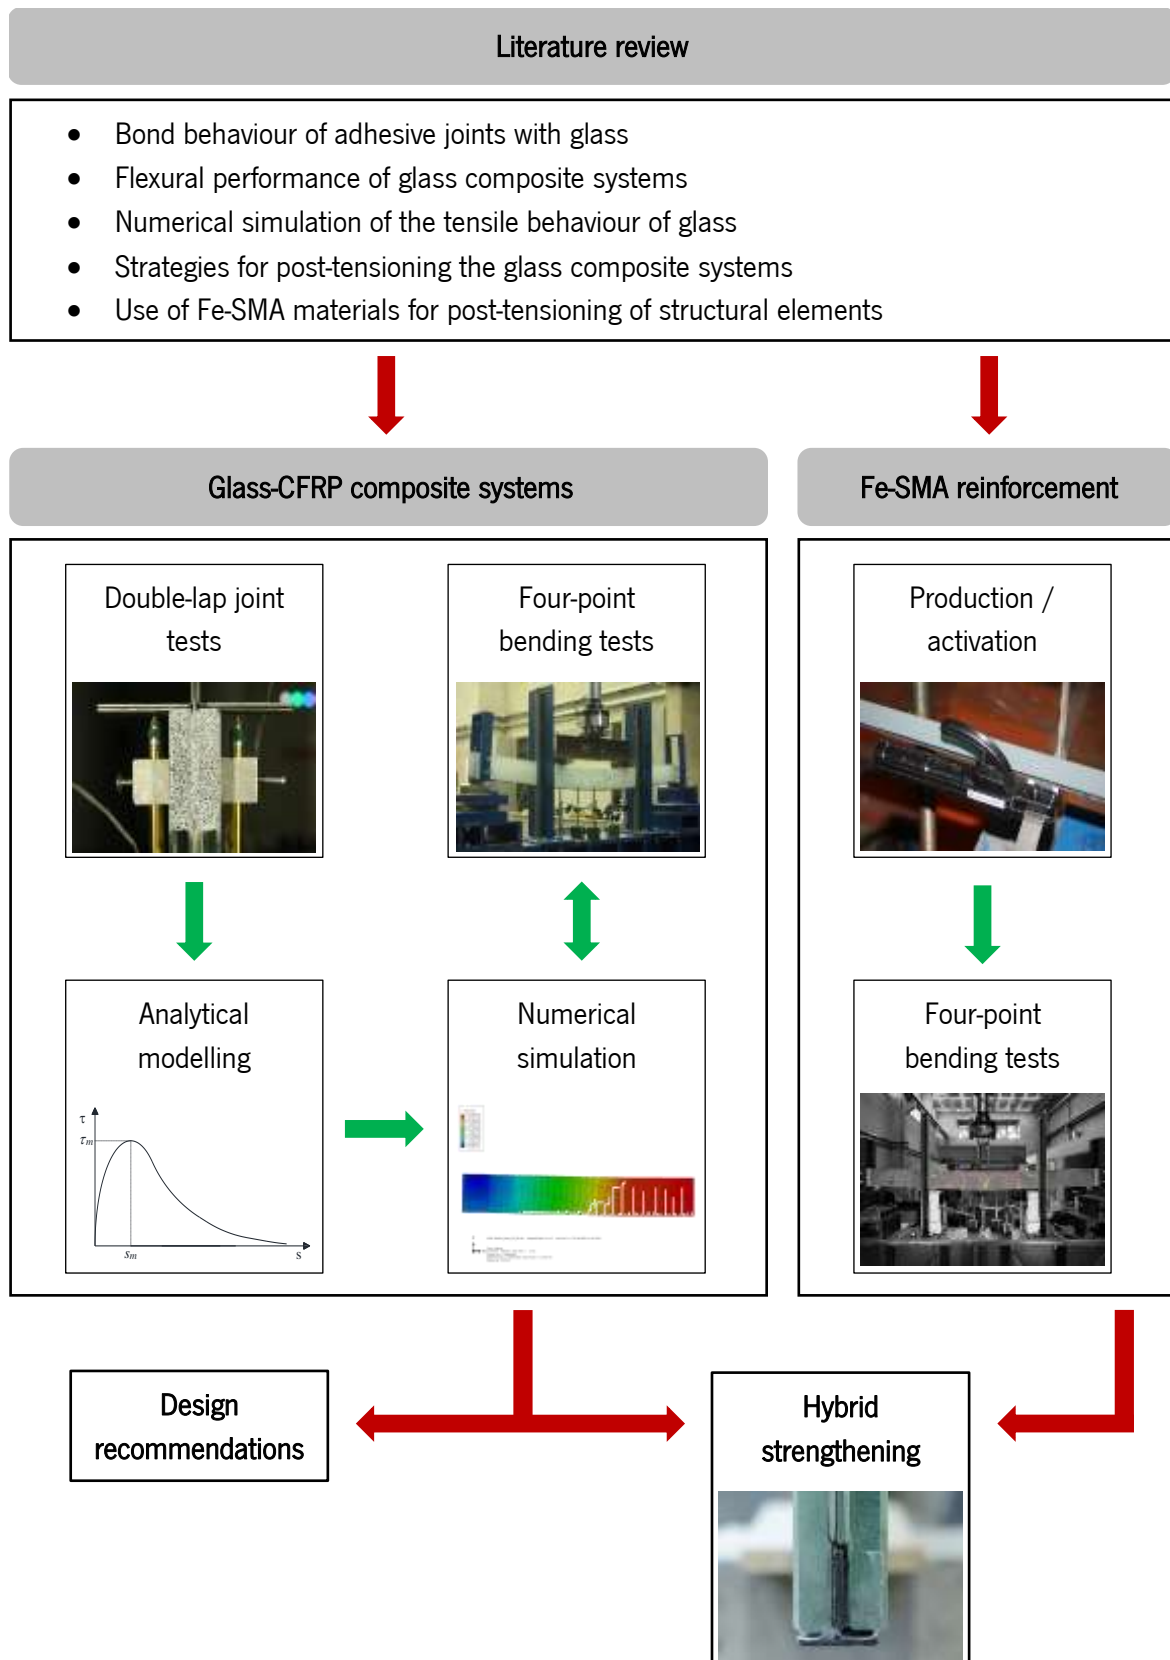 Literature review
• Bond behaviour of adhesive joints with glass
• Flexural performance of glass composite systems
• Numerical simulation of the tensile behaviour of glass
• Strategies for post-tensioning the glass composite systems
• Use of Fe-SMA materials for post-tensioning of structural elements
Glass-CFRP composite systems
Fe-SMA reinforcement
Double-lap joint
tests
Four-point
bending tests
Production /
activation
Analytical
modelling
τ
τm
sm
s
Numerical
simulation
Four-point
bending tests
Design
recommendations
Hybrid
strengthening